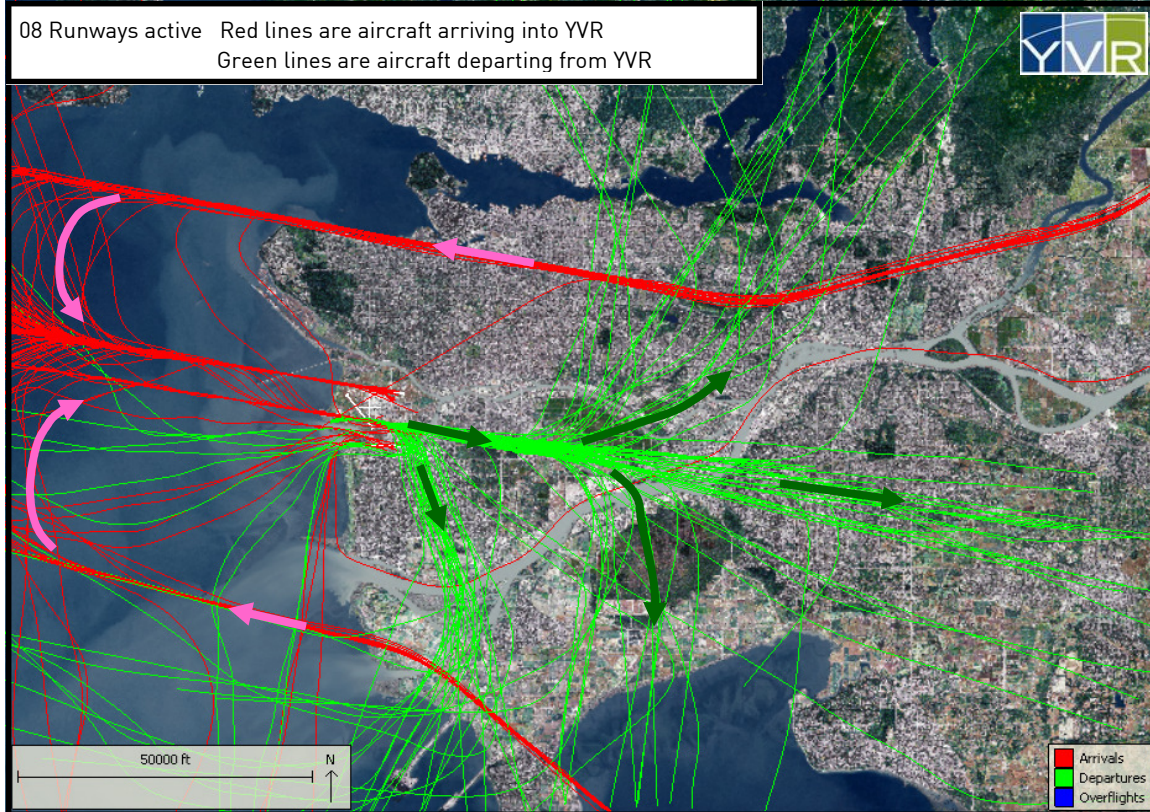 08 Runways active Red lines are aircraft arriving into YVR
Green lines are aircraft departing from YVR
YVR
50000 ft N
Arrivals
Departures
Overflights